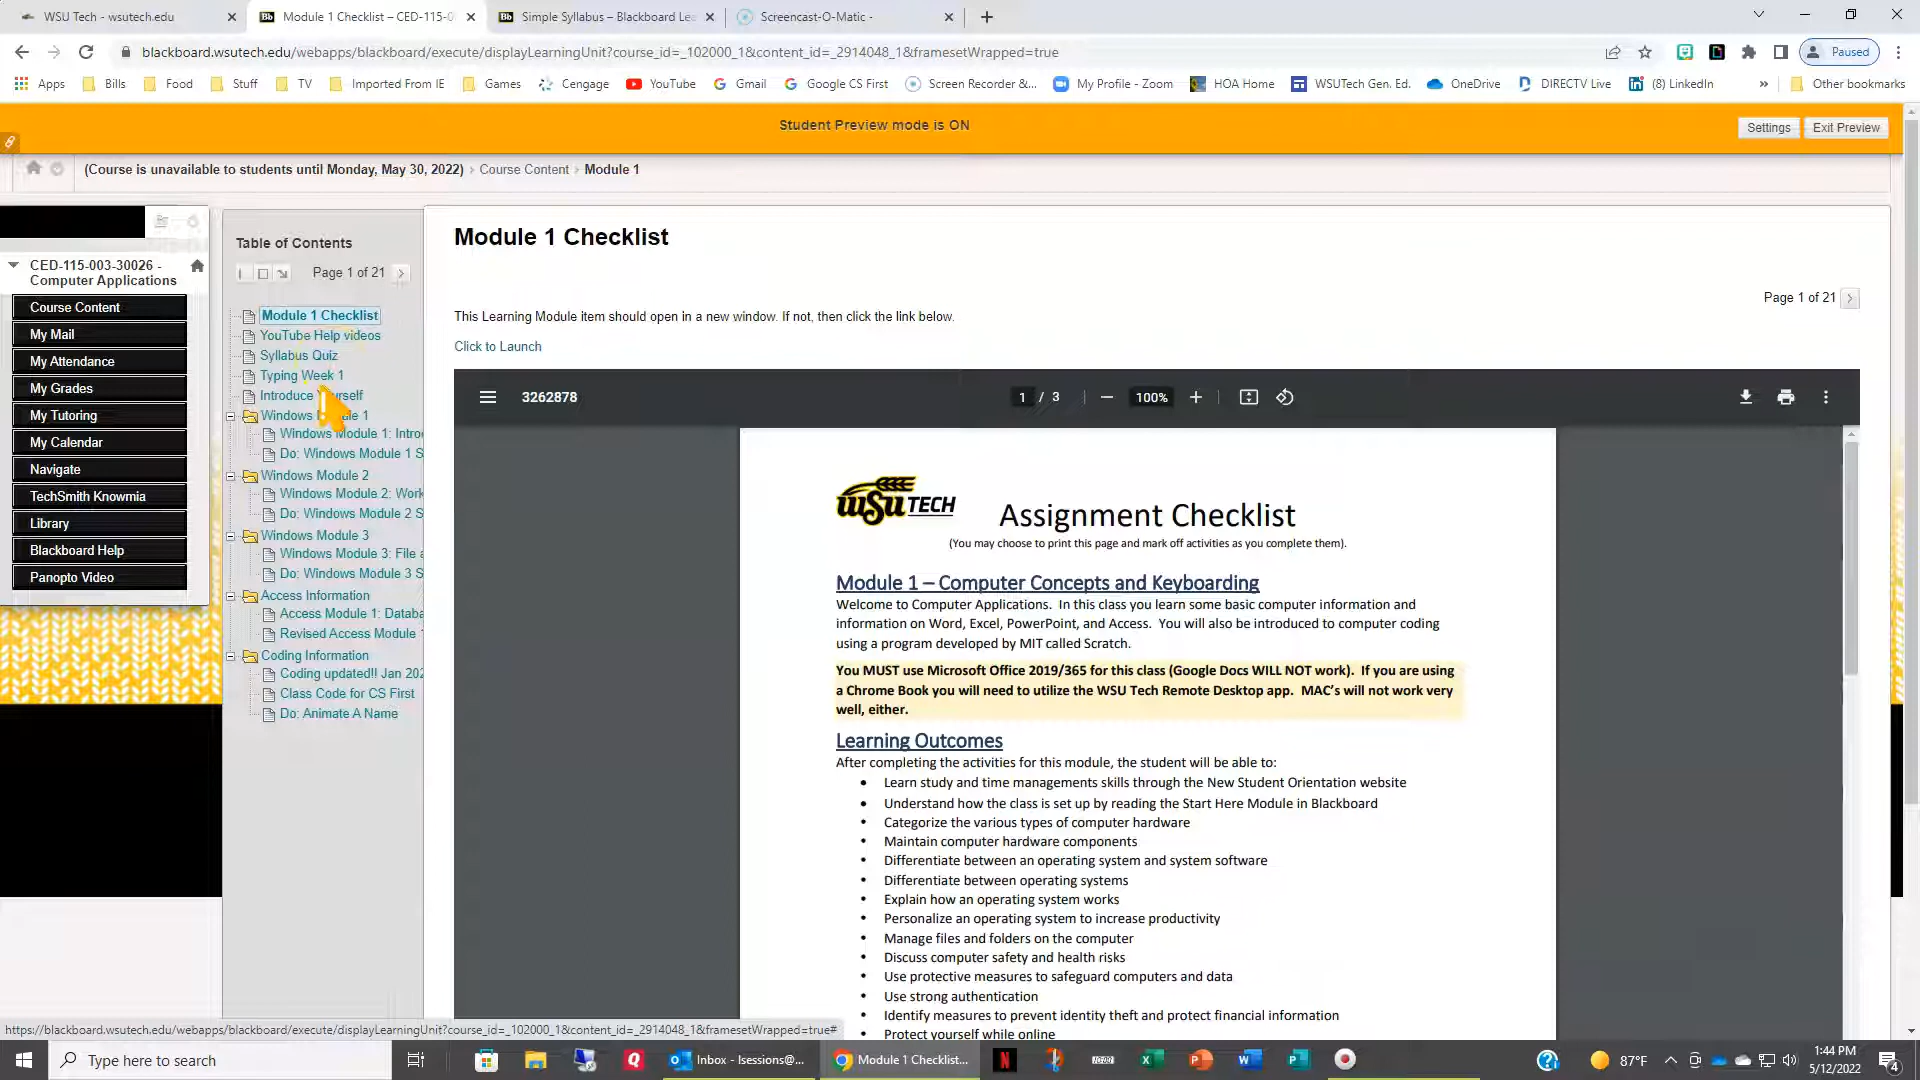 WSU Tech - wsutech.edu
Module 1 Checklist – CED-115-0
Simple Syllabus – Blackboard Le
Screencast-O-Matic -
blackboard.wsutech.edu/webapps/blackboard/execute/displayLearningUnit?course_id=_102000_1&content_id=_2914048_1&framesetWrapped=true
Paused
Apps Bills Food Stuff TV Imported From IE Games Cengage YouTube Gmail Google CS First Screen Recorder &... My Profile - Zoom HOA Home WSUTech Gen. Ed. OneDrive DIRECTV Live (8) LinkedIn » Other bookmarks
Student Preview mode is ON
Settings Exit Preview
(Course is unavailable to students until Monday, May 30, 2022) > Course Content > Module 1
CED-115-003-30026 -
Computer Applications
Course Content
My Mail
My Attendance
My Grades
My Tutoring
My Calendar
Navigate
TechSmith Knowmia
Library
Blackboard Help
Panopto Video
Table of Contents
Page 1 of 21
Module 1 Checklist
YouTube Help videos
Syllabus Quiz
Typing Week 1
Introduce Yourself
Windows Module 1
Windows Module 1: Intro
Do: Windows Module 1 S
Windows Module 2
Windows Module 2: Work
Do: Windows Module 2 S
Windows Module 3
Windows Module 3: File a
Do: Windows Module 3 S
Access Information
Access Module 1: Databa
Revised Access Module
Coding Information
Coding updated!! Jan 202
Class Code for CS First
Do: Animate A Name
Module 1 Checklist
Page 1 of 21
This Learning Module item should open in a new window. If not, then click the link below.
Click to Launch
3262878
1 / 3
100%
WSU TECH
Assignment Checklist
(You may choose to print this page and mark off activities as you complete them).
Module 1 – Computer Concepts and Keyboarding
Welcome to Computer Applications. In this class you learn some basic computer information and
information on Word, Excel, PowerPoint, and Access. You will also be introduced to computer coding
using a program developed by MIT called Scratch.
You MUST use Microsoft Office 2019/365 for this class (Google Docs WILL NOT work). If you are using
a Chrome Book you will need to utilize the WSU Tech Remote Desktop app. MAC's will not work very
well, either.
Learning Outcomes
After completing the activities for this module, the student will be able to:
• Learn study and time managements skills through the New Student Orientation website
• Understand how the class is set up by reading the Start Here Module in Blackboard
• Categorize the various types of computer hardware
• Maintain computer hardware components
• Differentiate between an operating system and system software
• Differentiate between operating systems
• Explain how an operating system works
• Personalize an operating system to increase productivity
• Manage files and folders on the computer
• Discuss computer safety and health risks
• Use protective measures to safeguard computers and data
• Use strong authentication
• Identify measures to prevent identity theft and protect financial information
• Protect yourself while online
https://blackboard.wsutech.edu/webapps/blackboard/execute/displayLearningUnit?course_id=_102000_1&content_id=_2914048_1&framesetWrapped=true#
Type here to search
Inbox - lsessions@...
Module 1 Checklist...
87°F
1:44 PM
5/12/2022
4